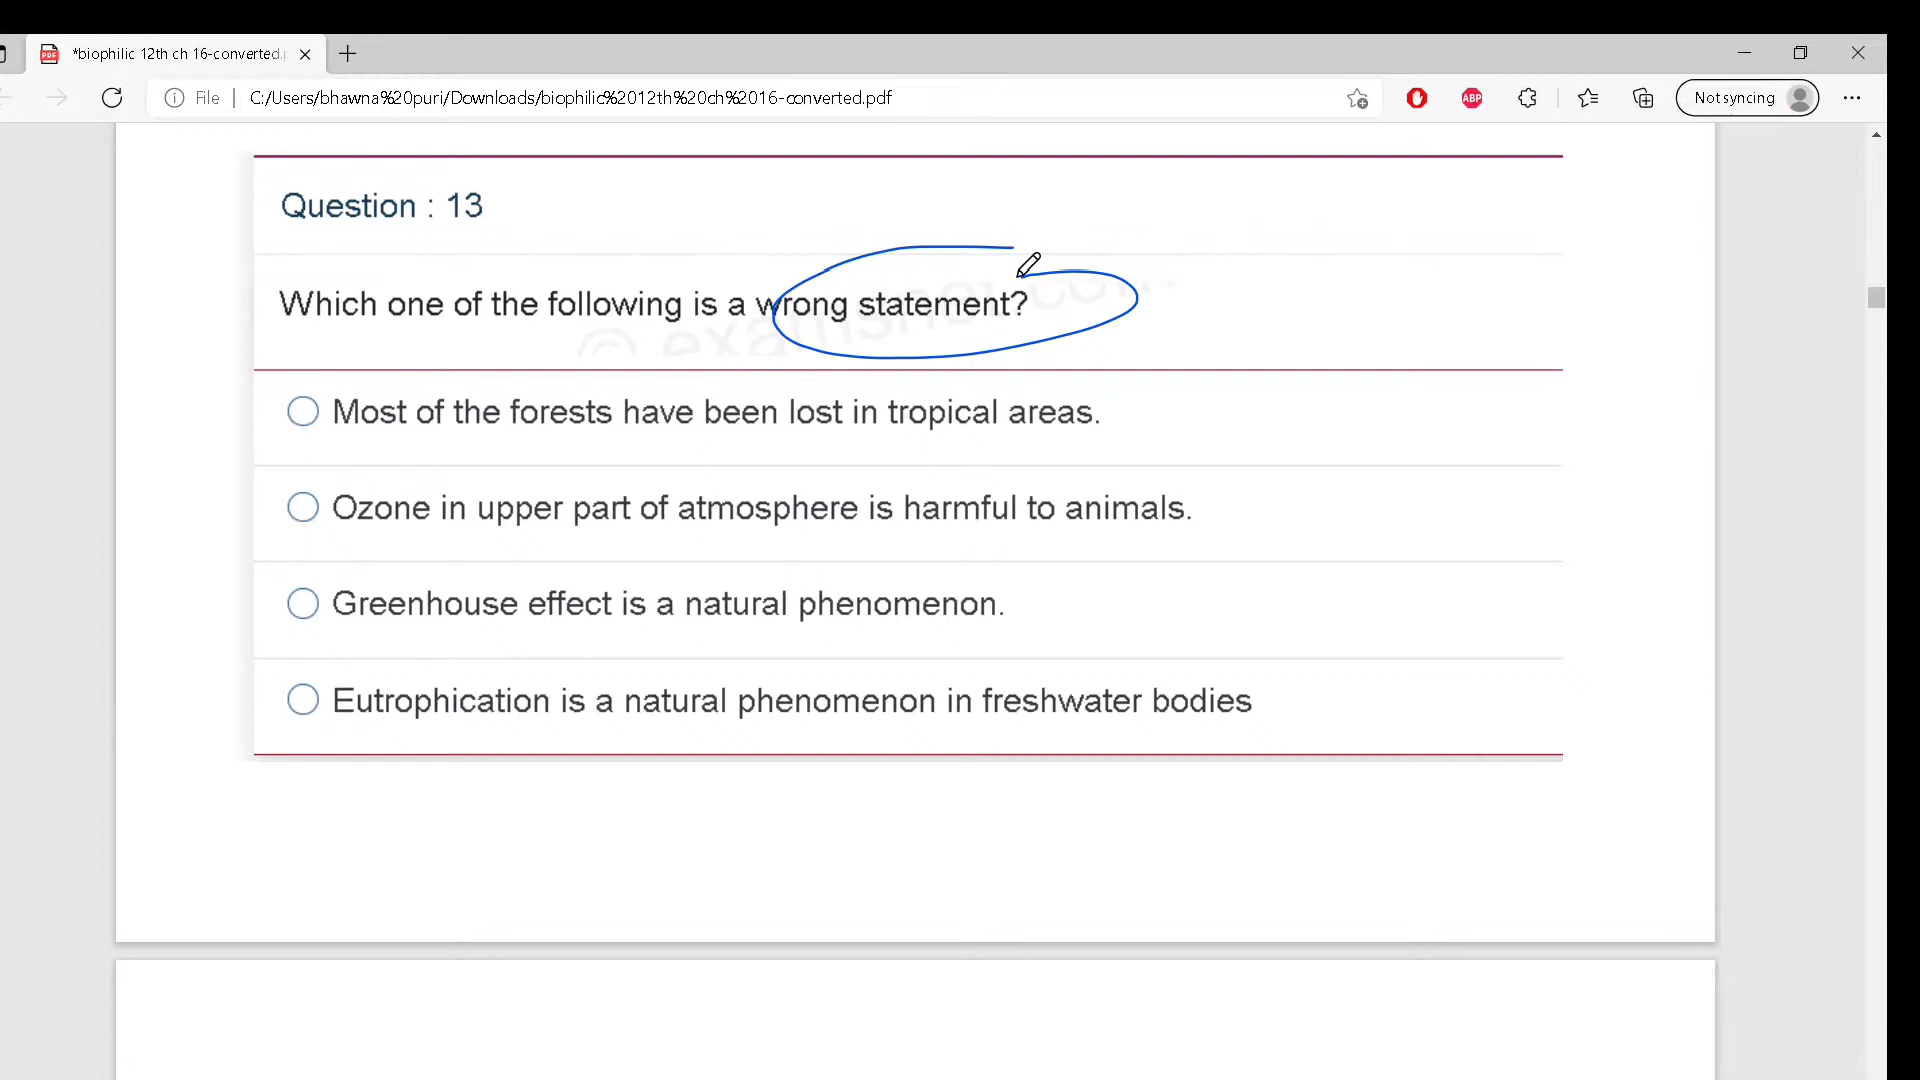 *biophilic 12th ch 16-converted.
File
C:/Users/bhawna%20puri/Downloads/biophilic%2012th%20ch%2016-converted.pdf
ABP
Not syncing
Question : 13
Which one of the following is a wrong statement?
Most of the forests have been lost in tropical areas.
Ozone in upper part of atmosphere is harmful to animals.
Greenhouse effect is a natural phenomenon.
Eutrophication is a natural phenomenon in freshwater bodies